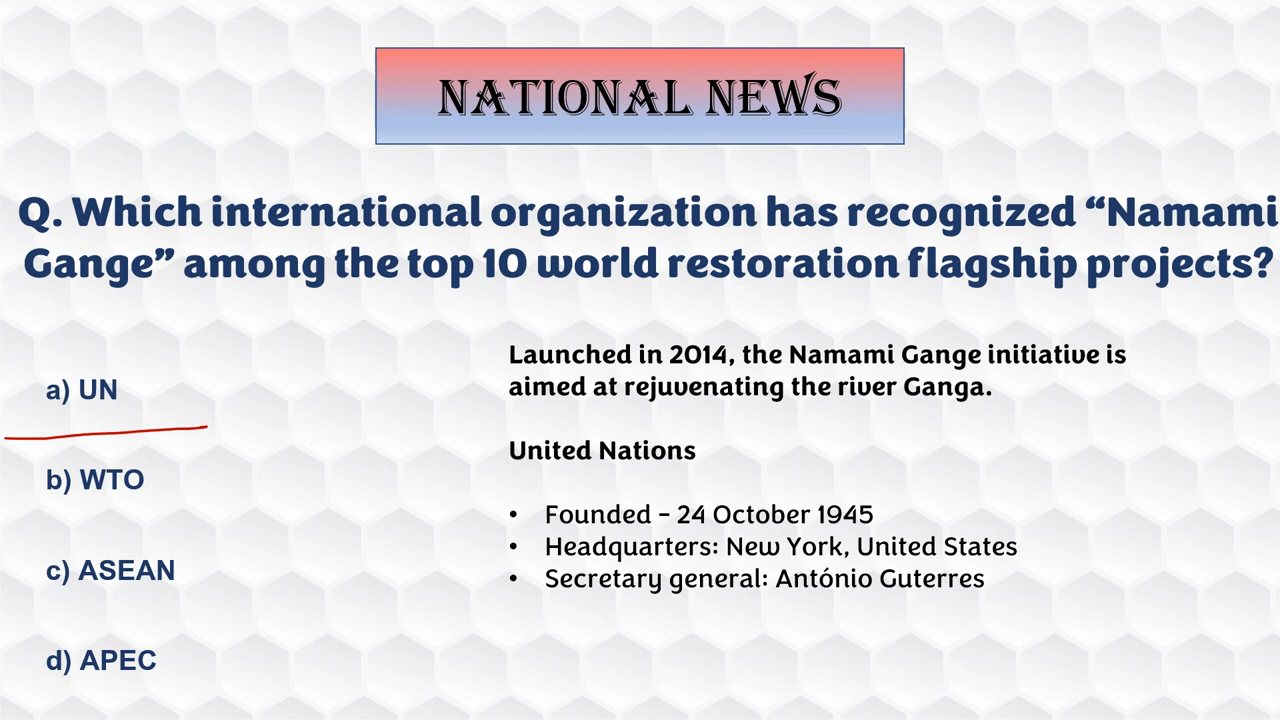 NATIONAL NEWS
Q. Which international organization has recognized “Namami
Gange” among the top 10 world restoration flagship projects?
a) UN
b) WTO
c) ASEAN
d) APEC
Launched in 2014, the Namami Gange initiative is
aimed at rejuvenating the river Ganga.
United Nations
• Founded – 24 October 1945
• Headquarters: New York, United States
• Secretary general: António Guterres